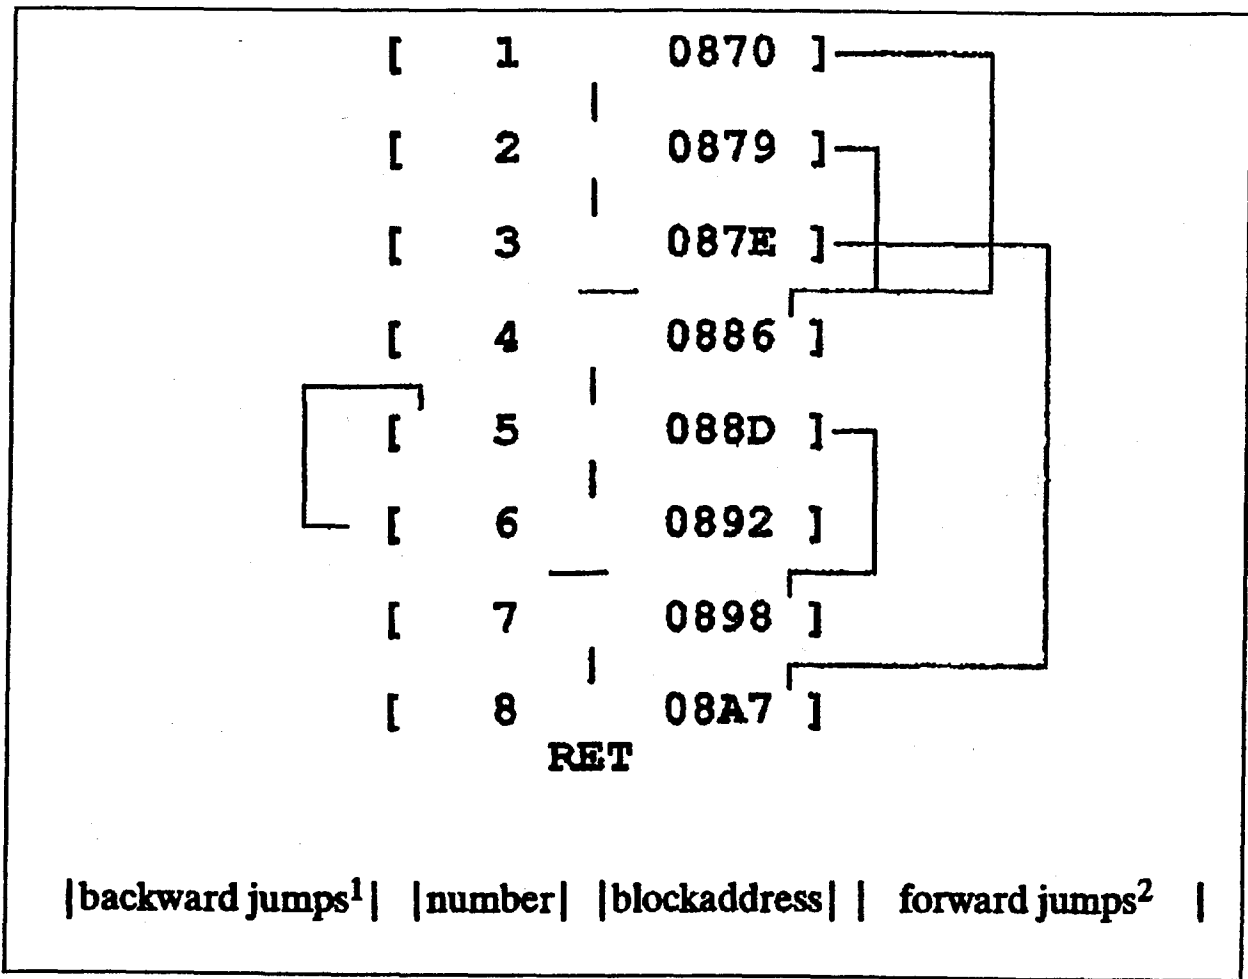 [ 1 0870 ]
[ 2 0879 ]
[ 3 087E ]
[ 4 0886 ]
[ 5 088D ]
[ 6 0892 ]
[ 7 0898 ]
[ 8 08A7 ]
RET
|backward jumps¹| |number| |blockaddress| | forward jumps² |